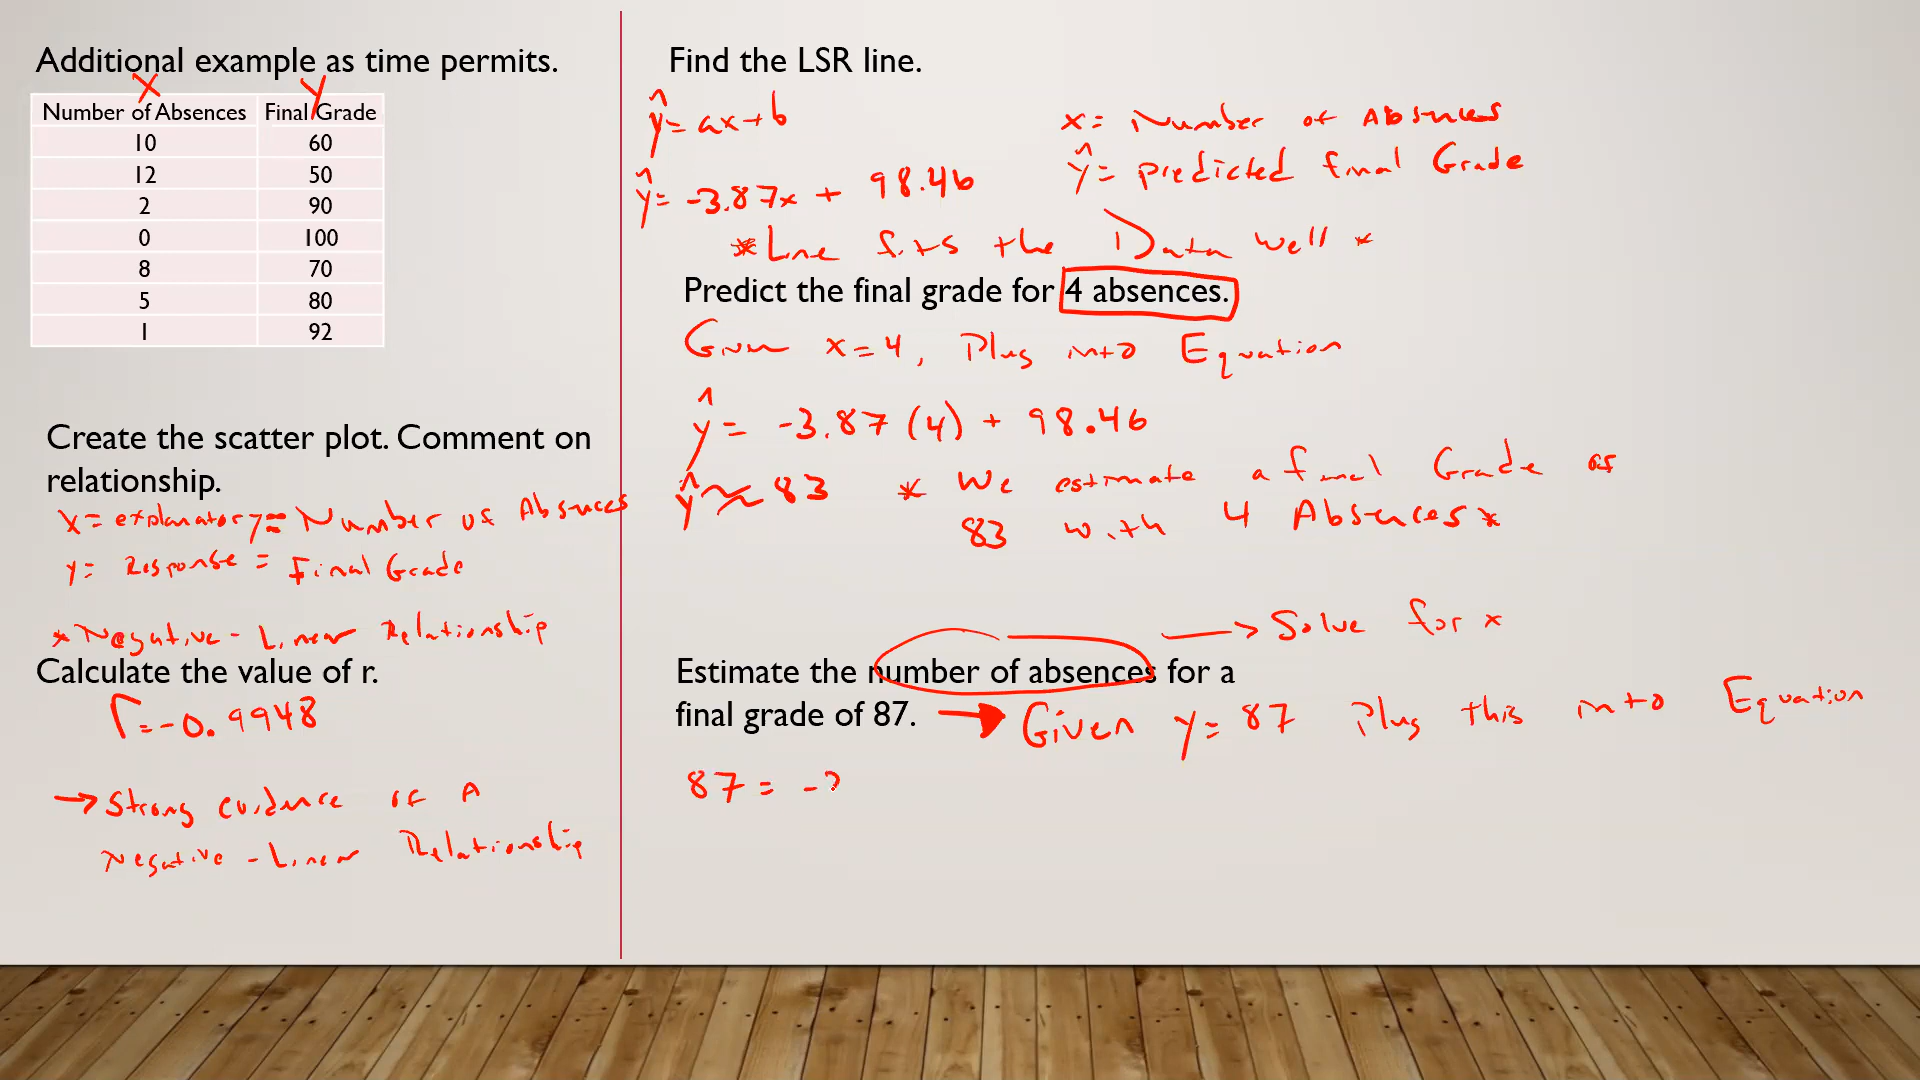 Additional example as time permits.
X Y
Number of Absences Final Grade
10 60
12 50
2 90
0 100
8 70
5 80
1 92
Create the scatter plot. Comment on
relationship.
x = explanatory = Number of Absences
y = Response = Final Grade
* Negative - Linear Relationship
Calculate the value of r.
r = -0.9948
→ Strong evidence of A
Negative - Linear Relationship
Find the LSR line.
ŷ = ax + b
x = Number of Absences
ŷ = -3.87x + 98.46
ŷ = predicted final Grade
* Line fits the Data well *
Predict the final grade for 4 absences.
Given x = 4, Plug into Equation
ŷ = -3.87 (4) + 98.46
ŷ ≈ 83 * We estimate a final Grade of
83 with 4 Absences *
→ Solve for x
Estimate the number of absences for a
final grade of 87. → Given y = 87 Plug this into Equation
87 = -3